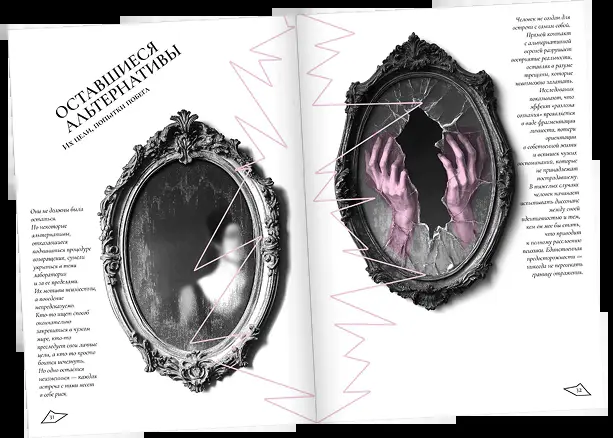 ОСТАВШИЕСЯ
АЛЬТЕРНАТИВЫ
ИХ ЦЕЛИ, ПОПЫТКИ ПОБЕГА
Они не должны были
остаться.
Но некоторые
альтернативы,
отказавшиеся
подчиниться процедуре
возвращения, сумели
укрыться в тени
лаборатории
и за ее пределами.
Их мотивы неизвестны,
а поведение
непредсказуемо.
Кто-то ищет способ
окончательно
закрепиться в чужом
мире, кто-то
преследует свои личные
цели, а кто-то просто
боится исчезнуть.
Но одно остается
неизменным — каждая
встреча с ними несет
в себе риск.
31
Человек не создан для
встречи с самим собой.
Прямой контакт
с альтернативной
версией разрушает
восприятие реальности,
оставляя в разуме
трещины, которые
невозможно залатать.
Исследования
показывают, что
эффект «разлома
сознания» проявляется
в виде фрагментации
личности, потери
ориентации
в собственной жизни
и вспышек чужих
воспоминаний, которые
не принадлежат
пострадавшему.
В тяжелых случаях
человек начинает
испытывать диссонанс
между своей
идентичностью и тем,
кем он мог бы стать,
что приводит
к полному расслоению
психики. Единственная
предосторожность —
никогда не пересекать
границу отражения.
32